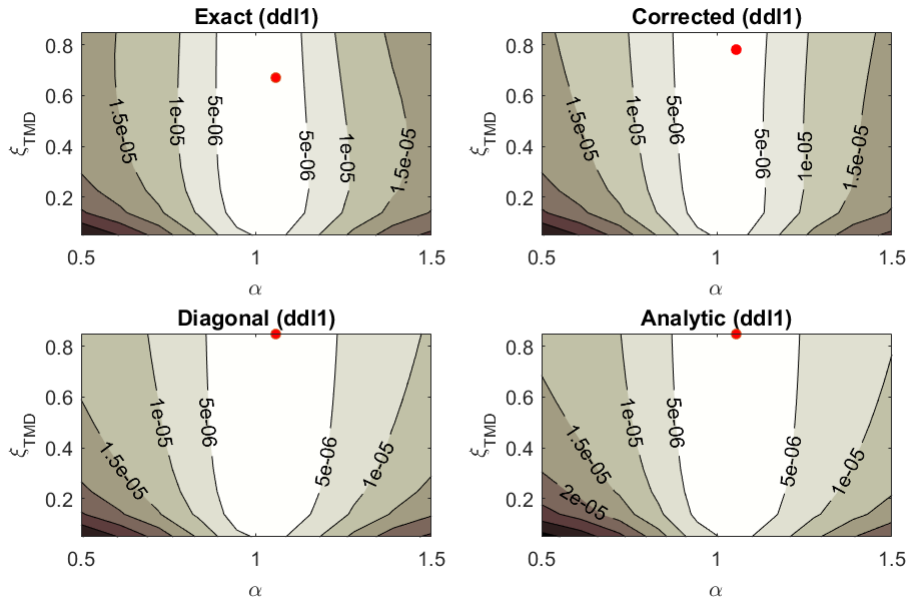 Exact (ddl1)
0.8
0.6
0.4
0.2
ξTMD
1.5e-05
1e-05
5e-06
5e-06
1e-05
1.5e-05
0.5
1
1.5
α
Corrected (ddl1)
0.8
0.6
0.4
0.2
ξTMD
1.5e-05
1e-05
5e-06
5e-06
1e-05
1.5e-05
0.5
1
1.5
α
Diagonal (ddl1)
0.8
0.6
0.4
0.2
ξTMD
1.5e-05
1e-05
5e-06
5e-06
1e-05
0.5
1
1.5
α
Analytic (ddl1)
0.8
0.6
0.4
0.2
ξTMD
2e-05
1.5e-05
1e-05
5e-06
5e-06
1e-05
0.5
1
1.5
α